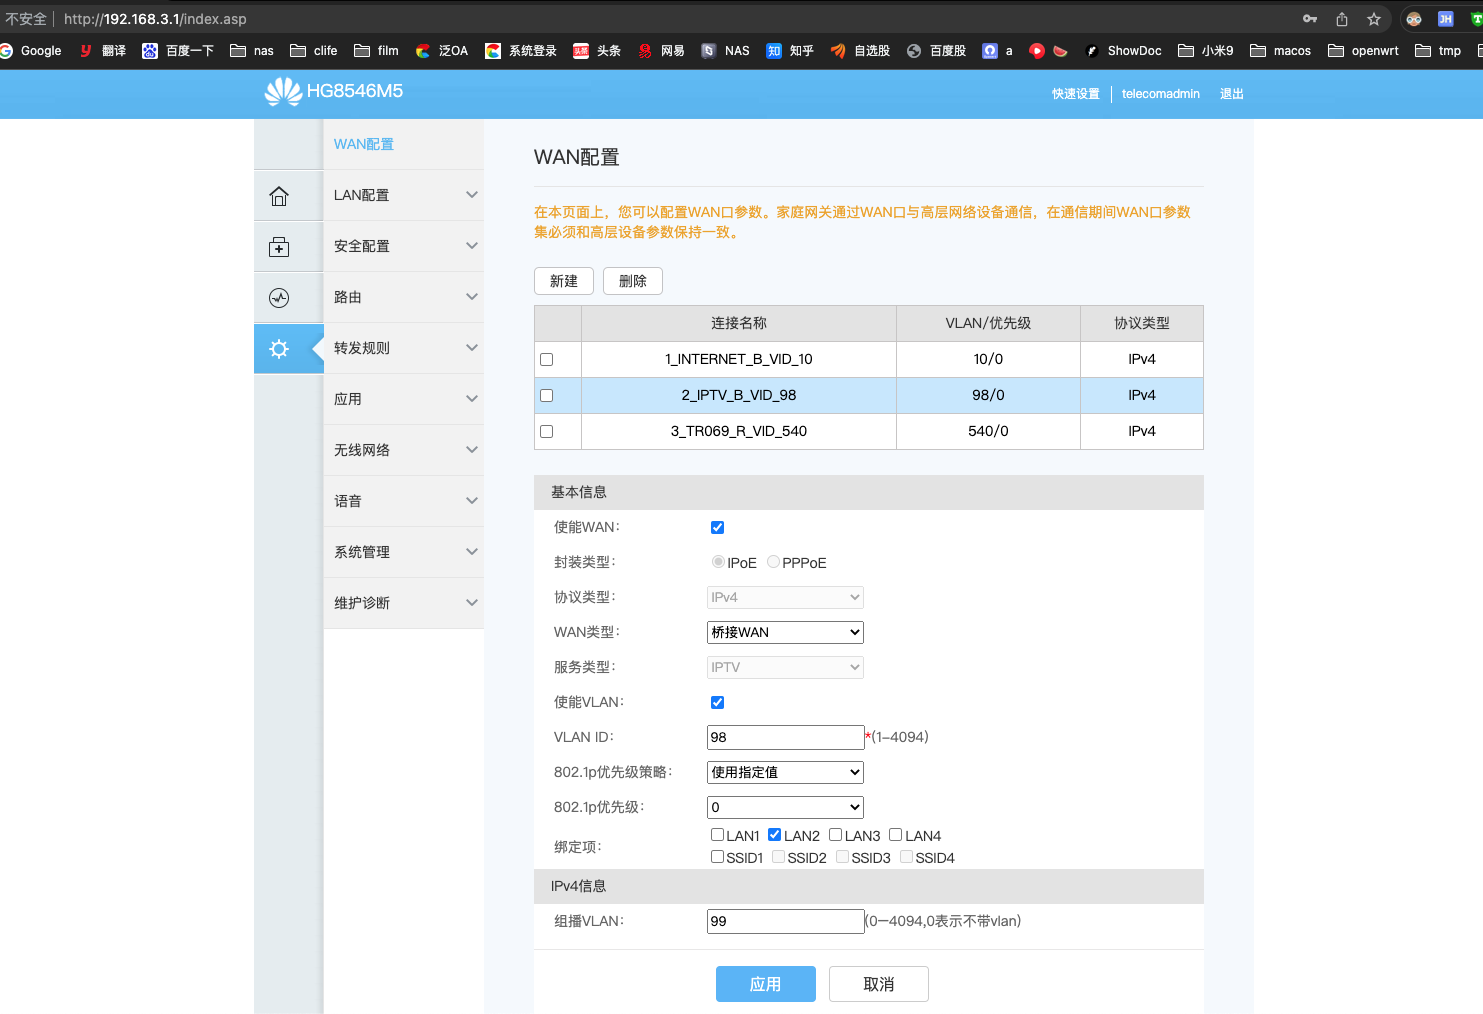 不安全 http://192.168.3.1/index.asp
Google 翻译 百度一下 nas clife film 泛OA 系统登录 头条 网易 NAS 知乎 自选股 百度股 a ShowDoc 小米9 macos openwrt tmp
HG8546M5
快速设置 telecomadmin 退出
WAN配置
LAN配置
安全配置
路由
转发规则
应用
无线网络
语音
系统管理
维护诊断
WAN配置
在本页面上，您可以配置WAN口参数。家庭网关通过WAN口与高层网络设备通信，在通信期间WAN口参数
集必须和高层设备参数保持一致。
新建 删除
连接名称 VLAN/优先级 协议类型
1_INTERNET_B_VID_10 10/0 IPv4
2_IPTV_B_VID_98 98/0 IPv4
3_TR069_R_VID_540 540/0 IPv4
基本信息
使能WAN：
封装类型： IPoE PPPoE
协议类型： IPv4
WAN类型： 桥接WAN
服务类型： IPTV
使能VLAN：
VLAN ID： 98 *(1-4094)
802.1p优先级策略： 使用指定值
802.1p优先级： 0
绑定项： LAN1 LAN2 LAN3 LAN4
SSID1 SSID2 SSID3 SSID4
IPv4信息
组播VLAN： 99 (0—4094,0表示不带vlan)
应用 取消